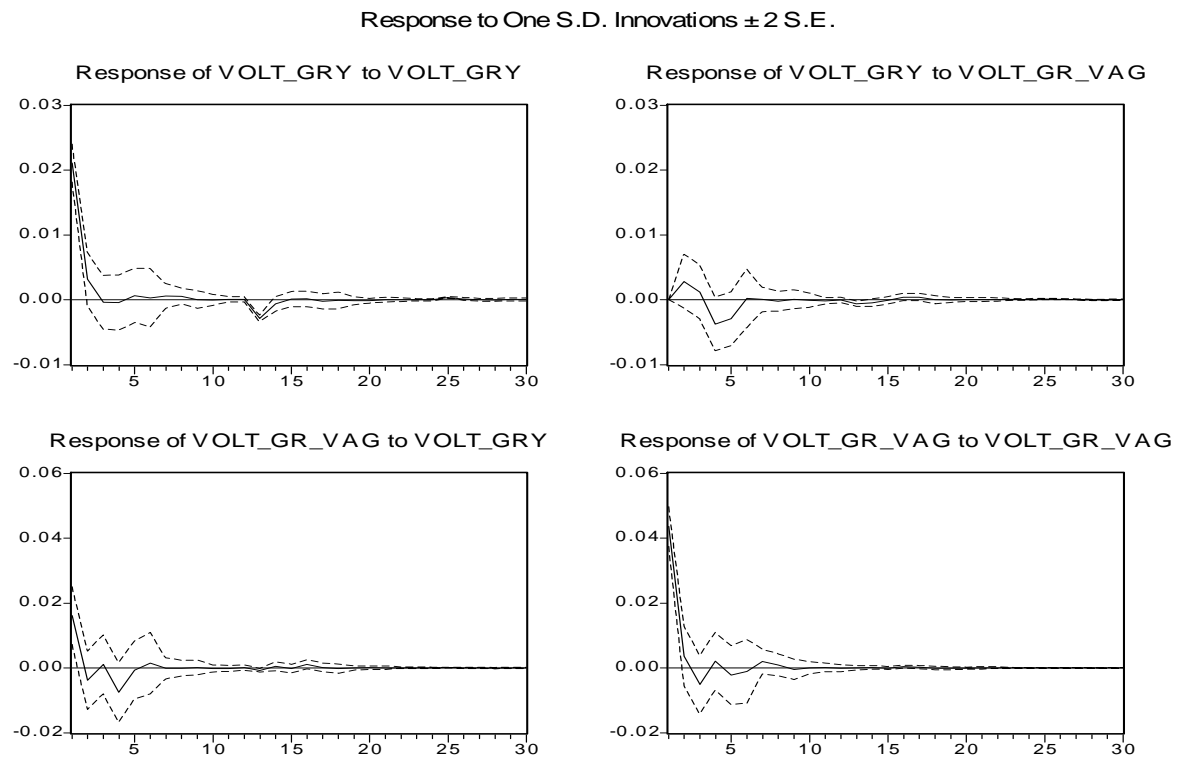 Response to One S.D. Innovations ± 2 S.E.
Response of VOLT_GRY to VOLT_GRY
0.03
0.02
0.01
0.00
-0.01
5 10 15 20 25 30
Response of VOLT_GRY to VOLT_GR_VAG
0.03
0.02
0.01
0.00
-0.01
5 10 15 20 25 30
Response of VOLT_GR_VAG to VOLT_GRY
0.06
0.04
0.02
0.00
-0.02
5 10 15 20 25 30
Response of VOLT_GR_VAG to VOLT_GR_VAG
0.06
0.04
0.02
0.00
-0.02
5 10 15 20 25 30